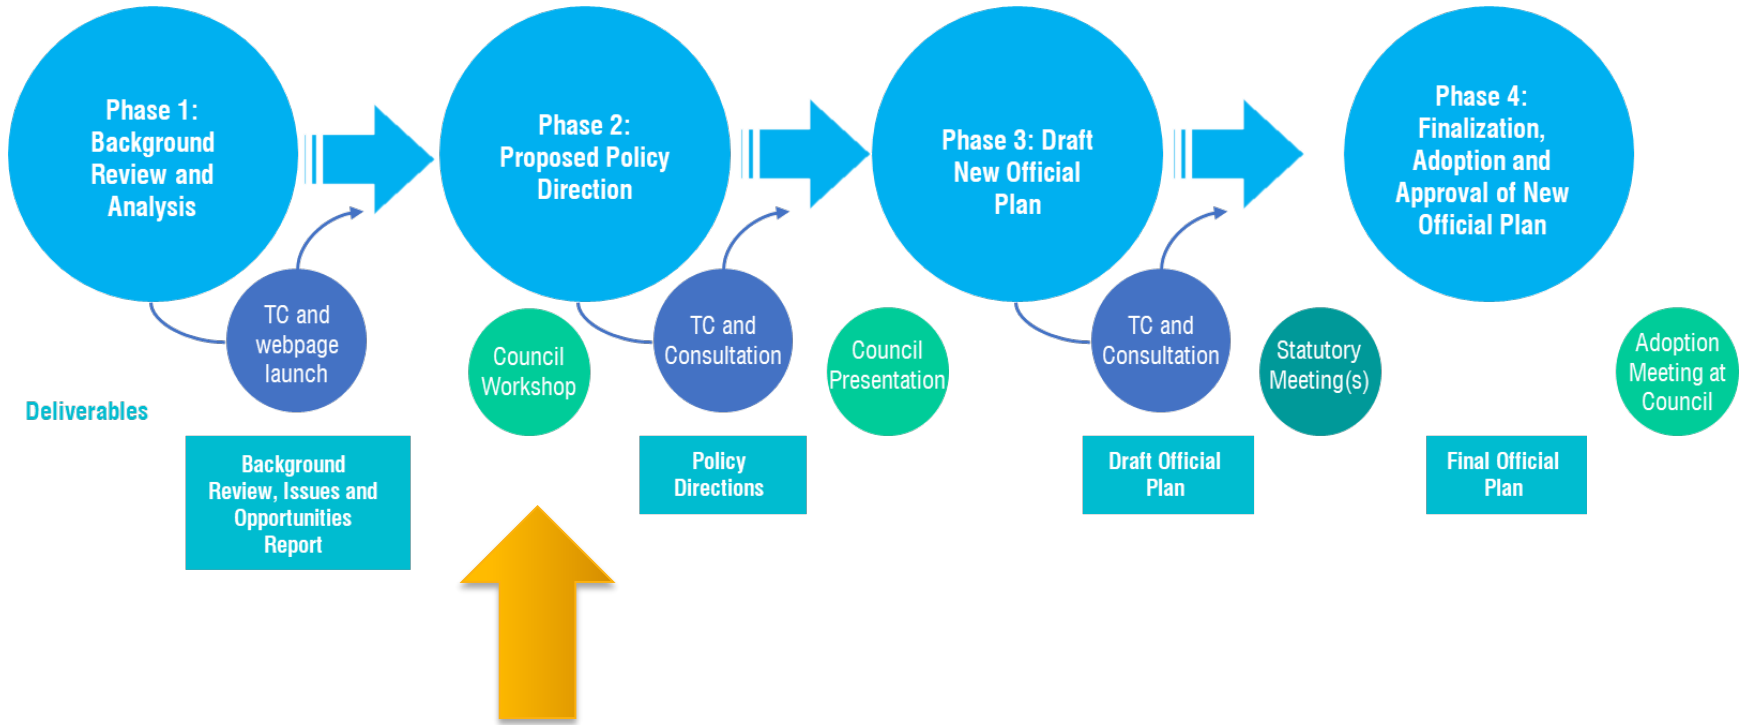 Phase 1:
Background
Review and
Analysis
Phase 2:
Proposed Policy
Direction
Phase 3: Draft
New Official
Plan
Phase 4:
Finalization,
Adoption and
Approval of New
Official Plan
TC and
webpage
launch
Council
Workshop
TC and
Consultation
Council
Presentation
TC and
Consultation
Statutory
Meeting(s)
Adoption
Meeting at
Council
Deliverables
Background
Review, Issues and
Opportunities
Report
Policy
Directions
Draft Official
Plan
Final Official
Plan